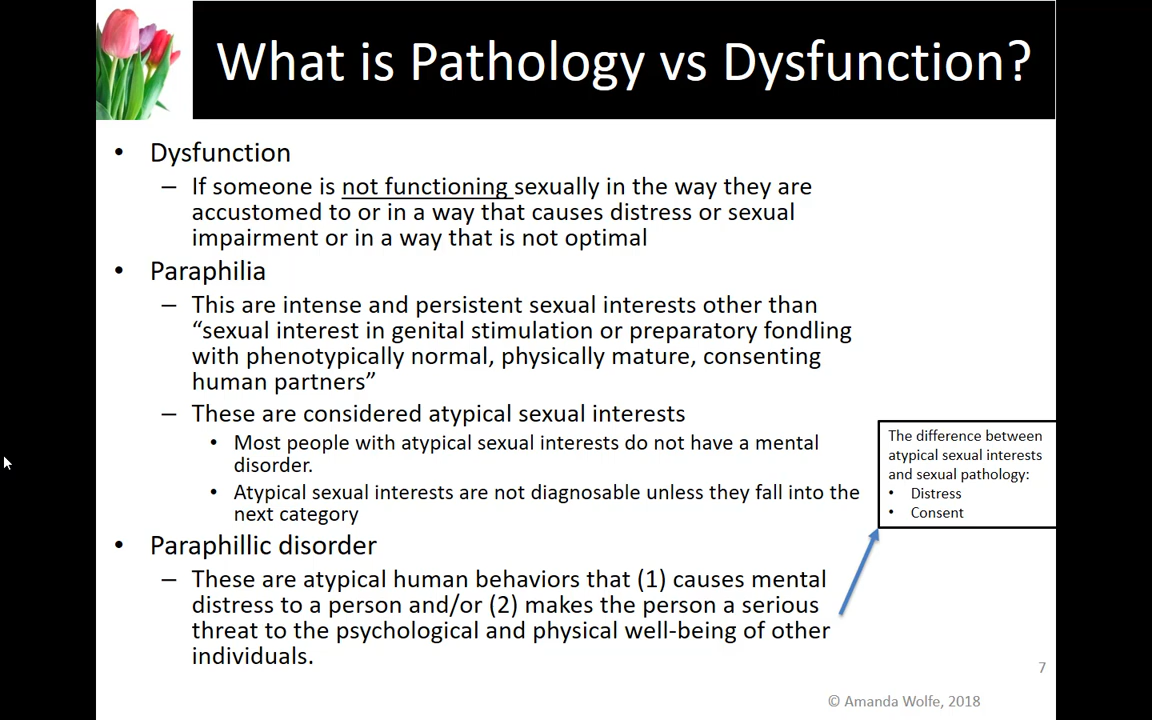 What is Pathology vs Dysfunction?
• Dysfunction
– If someone is not functioning sexually in the way they are
accustomed to or in a way that causes distress or sexual
impairment or in a way that is not optimal
• Paraphilia
– This are intense and persistent sexual interests other than
“sexual interest in genital stimulation or preparatory fondling
with phenotypically normal, physically mature, consenting
human partners”
– These are considered atypical sexual interests
• Most people with atypical sexual interests do not have a mental
disorder.
• Atypical sexual interests are not diagnosable unless they fall into the
next category
• Paraphillic disorder
– These are atypical human behaviors that (1) causes mental
distress to a person and/or (2) makes the person a serious
threat to the psychological and physical well-being of other
individuals.
The difference between
atypical sexual interests
and sexual pathology:
• Distress
• Consent
7
© Amanda Wolfe, 2018